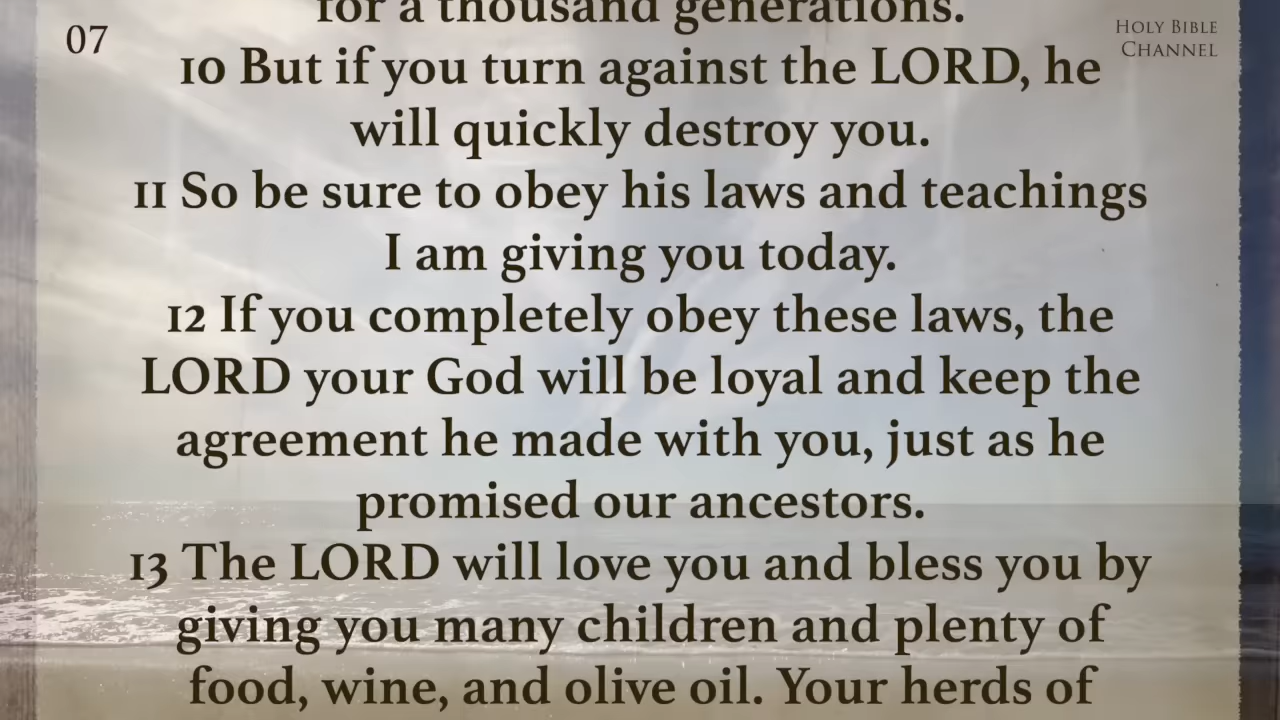 for a thousand generations.
07
HOLY BIBLE
CHANNEL
10 But if you turn against the LORD, he
will quickly destroy you.
11 So be sure to obey his laws and teachings
I am giving you today.
12 If you completely obey these laws, the
LORD your God will be loyal and keep the
agreement he made with you, just as he
promised our ancestors.
13 The LORD will love you and bless you by
giving you many children and plenty of
food, wine, and olive oil. Your herds of